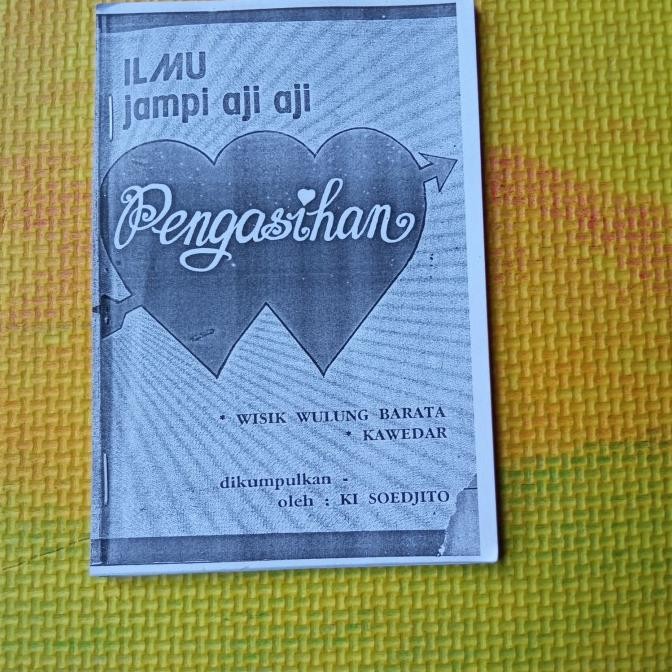 ILMU
jampi aji aji
Pengasihan
* WISIK WULUNG BARATA
* KAWEDAR
dikumpulkan -
oleh : KI SOEDJITO